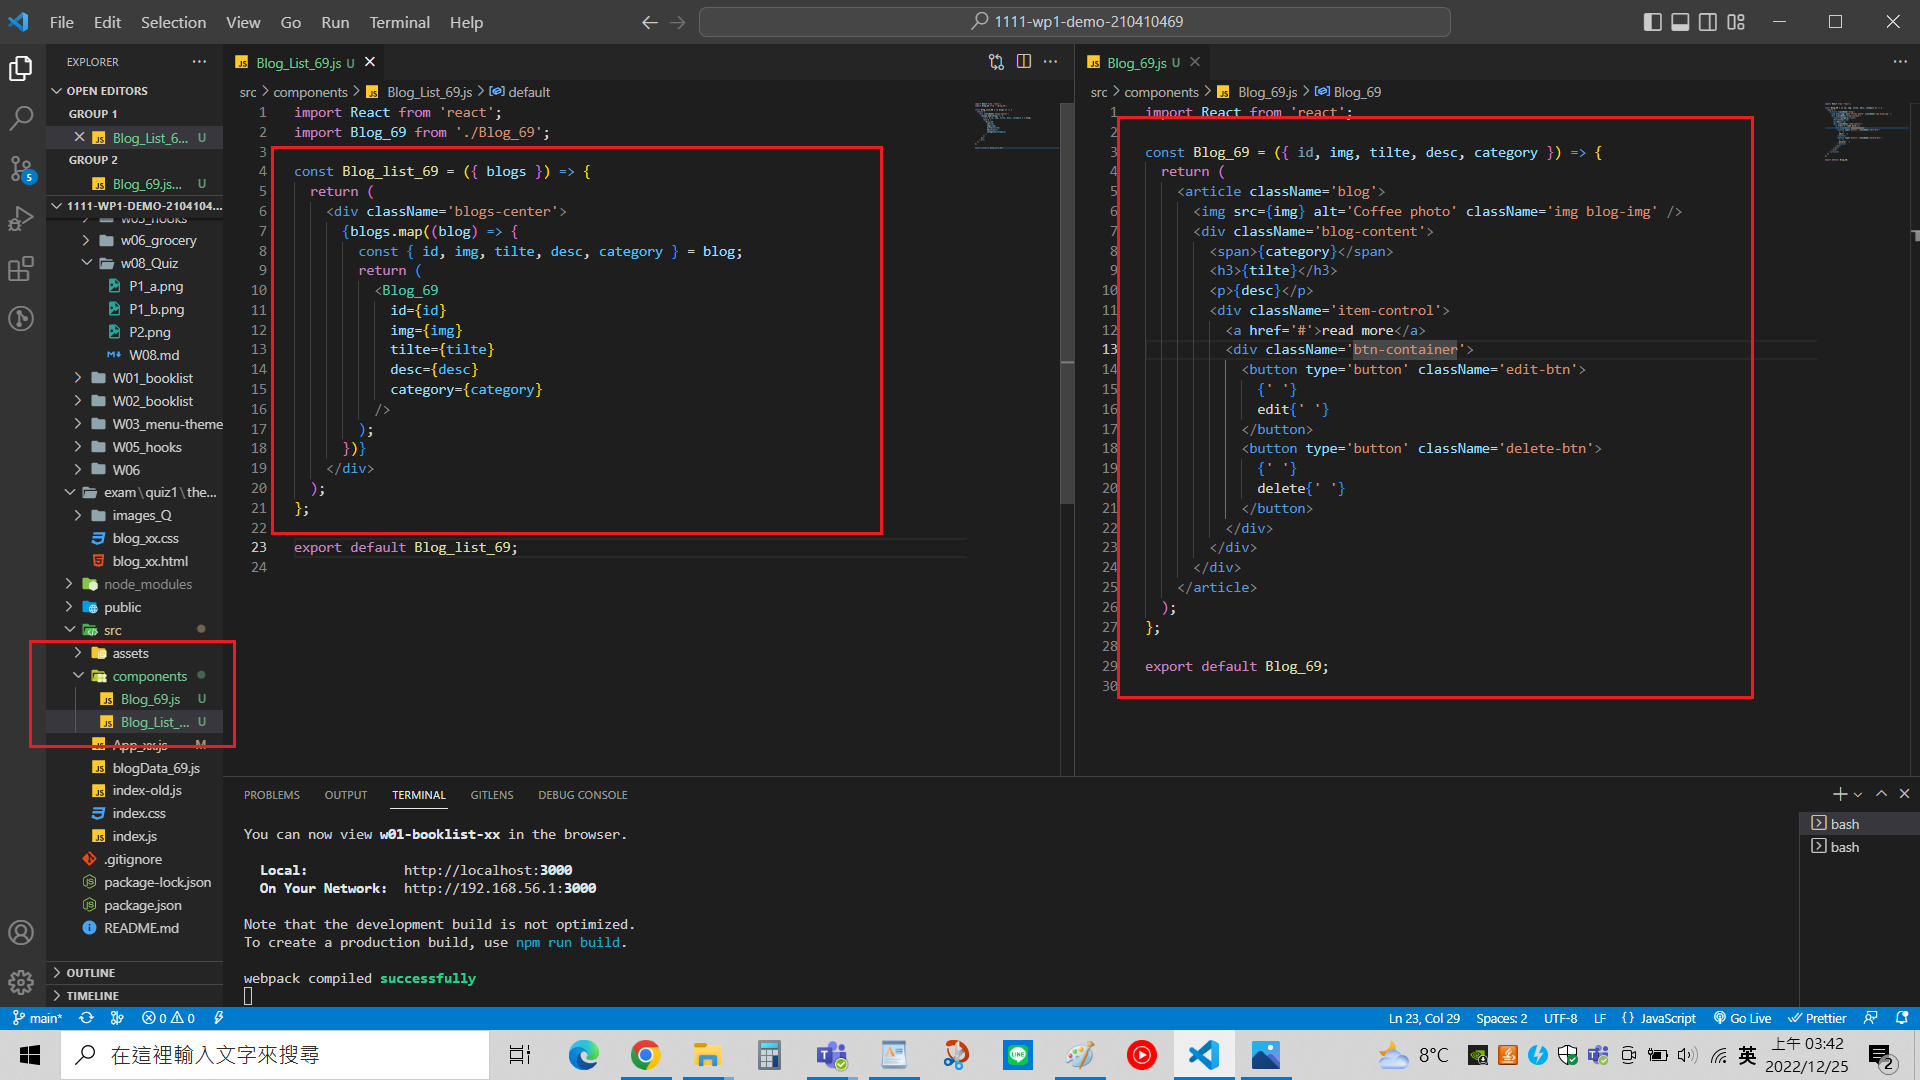 File Edit Selection View Go Run Terminal Help
1111-wp1-demo-210410469
EXPLORER
OPEN EDITORS
GROUP 1
Blog_List_6... U
GROUP 2
Blog_69.js... U
1111-WP1-DEMO-2104104...
w05_hooks
w06_grocery
w08_Quiz
P1_a.png
P1_b.png
P2.png
W08.md
W01_booklist
W02_booklist
W03_menu-theme
W05_hooks
W06
exam\quiz1\the...
images_Q
blog_xx.css
blog_xx.html
node_modules
public
src
assets
components
Blog_69.js U
Blog_List_... U
App_xx.js M
blogData_69.js
index-old.js
index.css
index.js
.gitignore
package-lock.json
package.json
README.md
OUTLINE
TIMELINE
Blog_List_69.js U
src > components > Blog_List_69.js > default
1 import React from 'react';
2 import Blog_69 from './Blog_69';
3
4 const Blog_list_69 = ({ blogs }) => {
5 return (
6 <div className='blogs-center'>
7 {blogs.map((blog) => {
8 const { id, img, tilte, desc, category } = blog;
9 return (
10 <Blog_69
11 id={id}
12 img={img}
13 tilte={tilte}
14 desc={desc}
15 category={category}
16 />
17 );
18 })}
19 </div>
20 );
21 };
22
23 export default Blog_list_69;
24
Blog_69.js U
src > components > Blog_69.js > Blog_69
1 import React from 'react';
2
3 const Blog_69 = ({ id, img, tilte, desc, category }) => {
4 return (
5 <article className='blog'>
6 <img src={img} alt='Coffee photo' className='img blog-img' />
7 <div className='blog-content'>
8 <span>{category}</span>
9 <h3>{tilte}</h3>
10 <p>{desc}</p>
11 <div className='item-control'>
12 <a href='#'>read more</a>
13 <div className='btn-container'>
14 <button type='button' className='edit-btn'>
15 {' '}
16 edit{' '}
17 </button>
18 <button type='button' className='delete-btn'>
19 {' '}
20 delete{' '}
21 </button>
22 </div>
23 </div>
24 </div>
25 </article>
26 );
27 };
28
29 export default Blog_69;
30
PROBLEMS OUTPUT TERMINAL GITLENS DEBUG CONSOLE
You can now view w01-booklist-xx in the browser.
Local: http://localhost:3000
On Your Network: http://192.168.56.1:3000
Note that the development build is not optimized.
To create a production build, use npm run build.
webpack compiled successfully
bash
bash
main* 0 0
Ln 23, Col 29 Spaces: 2 UTF-8 LF {} JavaScript Go Live Prettier
在這裡輸入文字來搜尋
8°C
英
上午 03:42
2022/12/25
2
5